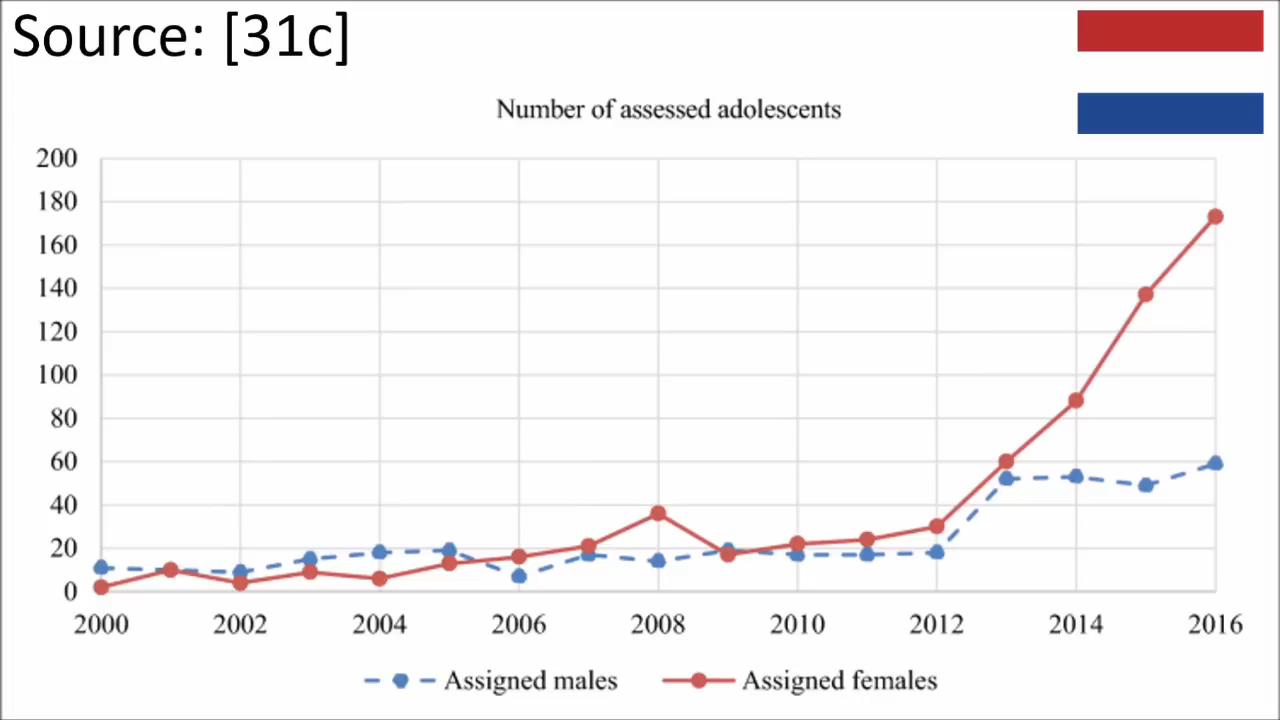 Source: [31c]
Number of assessed adolescents
200
180
160
140
120
100
80
60
40
20
0
2000 2002 2004 2006 2008 2010 2012 2014 2016
Assigned males Assigned females